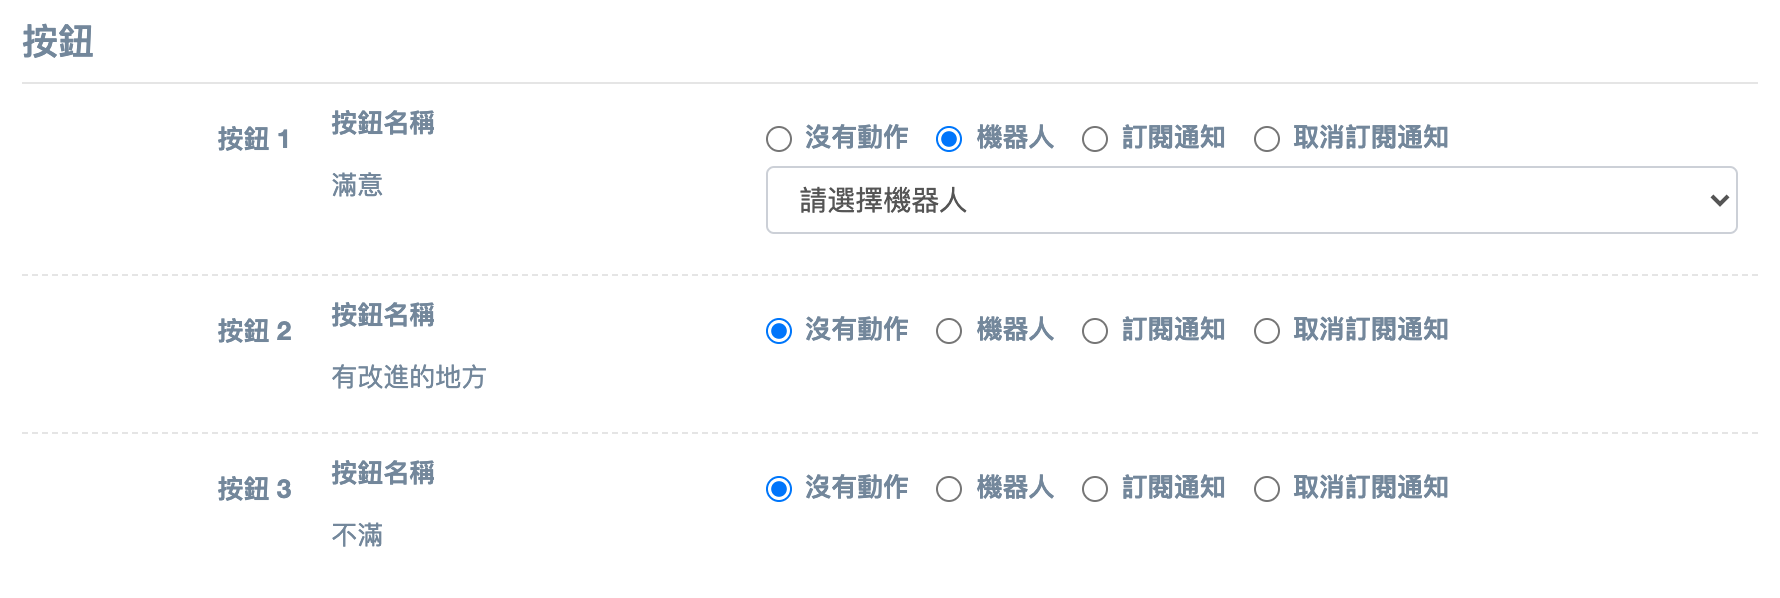 按鈕
按鈕 1
按鈕名稱
滿意
沒有動作 機器人 訂閱通知 取消訂閱通知
請選擇機器人
按鈕 2
按鈕名稱
有改進的地方
沒有動作 機器人 訂閱通知 取消訂閱通知
按鈕 3
按鈕名稱
不滿
沒有動作 機器人 訂閱通知 取消訂閱通知